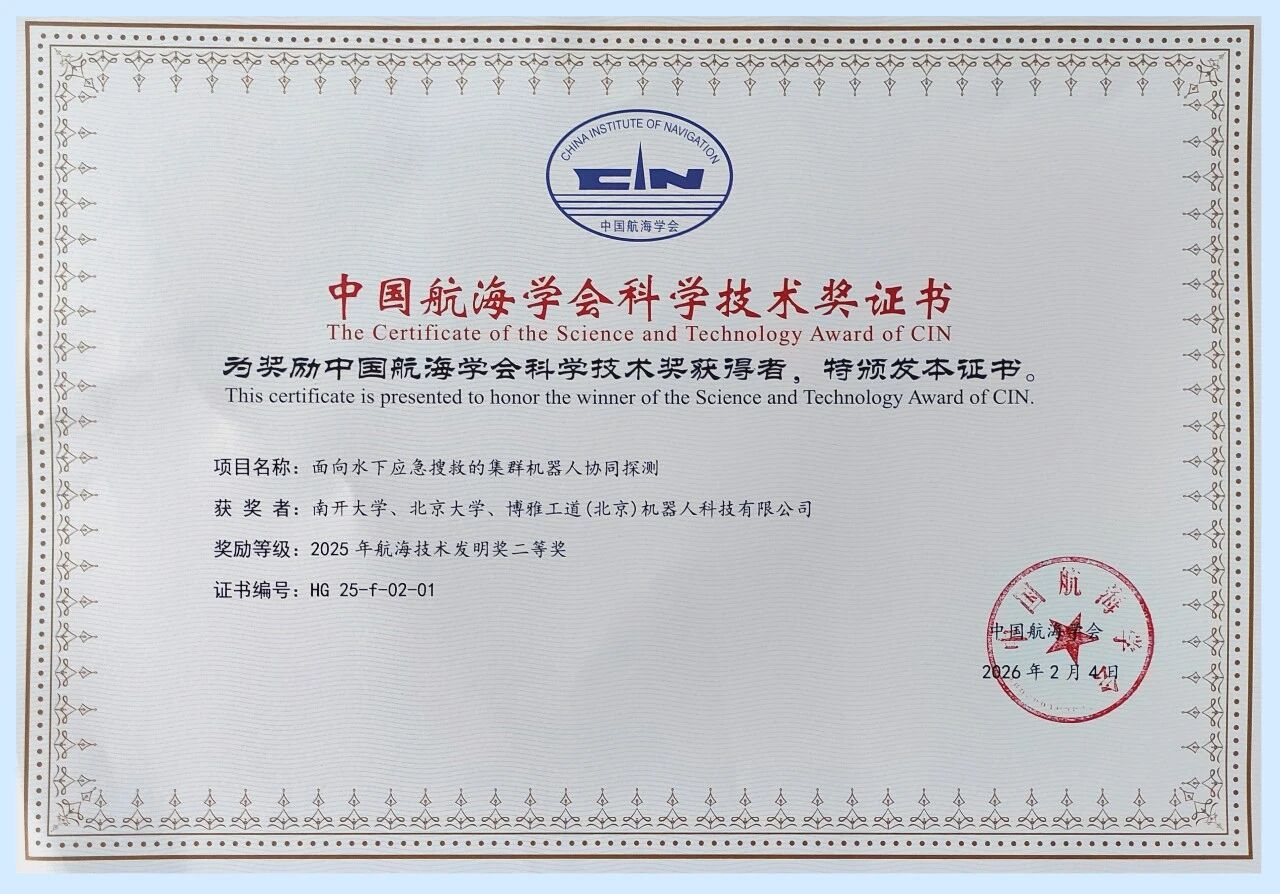 CHINA INSTITUTE OF NAVIGATION
CIN
中国航海学会
中国航海学会科学技术奖证书
The Certificate of the Science and Technology Award of CIN
为奖励中国航海学会科学技术奖获得者，特颁发本证书。
This certificate is presented to honor the winner of the Science and Technology Award of CIN.
项目名称：面向水下应急搜救的集群机器人协同探测
获 奖 者：南开大学、北京大学、博雅工道(北京)机器人科技有限公司
奖励等级：2025 年航海技术发明奖二等奖
证书编号：HG 25-f-02-01
中国航海学会
中国航海学会
2026 年 2 月 4 日